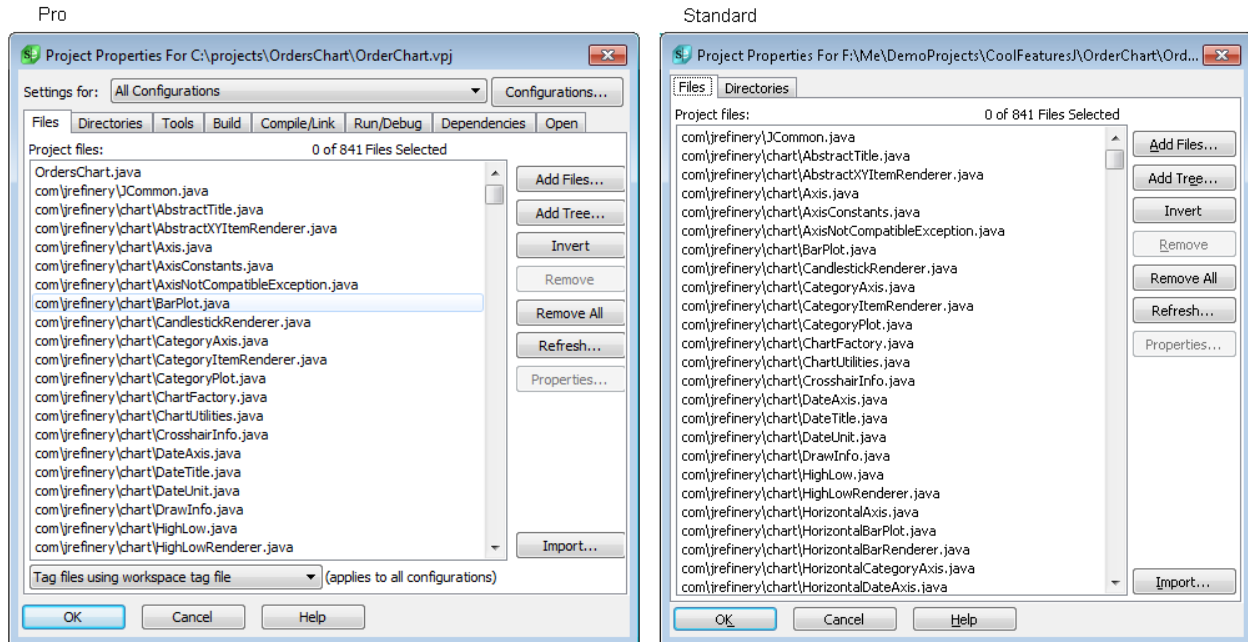 Pro
Project Properties For C:\projects\OrdersChart\OrderChart.vpj
Settings for:
All Configurations
Configurations...
Files
Directories
Tools
Build
Compile/Link
Run/Debug
Dependencies
Open
Project files:
0 of 841 Files Selected
OrdersChart.java
com\jrefinery\JCommon.java
com\jrefinery\chart\AbstractTitle.java
com\jrefinery\chart\AbstractXYItemRenderer.java
com\jrefinery\chart\Axis.java
com\jrefinery\chart\AxisConstants.java
com\jrefinery\chart\AxisNotCompatibleException.java
com\jrefinery\chart\BarPlot.java
com\jrefinery\chart\CandlestickRenderer.java
com\jrefinery\chart\CategoryAxis.java
com\jrefinery\chart\CategoryItemRenderer.java
com\jrefinery\chart\CategoryPlot.java
com\jrefinery\chart\ChartFactory.java
com\jrefinery\chart\ChartUtilities.java
com\jrefinery\chart\CrosshairInfo.java
com\jrefinery\chart\DateAxis.java
com\jrefinery\chart\DateTitle.java
com\jrefinery\chart\DateUnit.java
com\jrefinery\chart\DrawInfo.java
com\jrefinery\chart\HighLow.java
com\jrefinery\chart\HighLowRenderer.java
Add Files...
Add Tree...
Invert
Remove
Remove All
Refresh...
Properties...
Import...
Tag files using workspace tag file
(applies to all configurations)
OK
Cancel
Help
Standard
Project Properties For F:\Me\DemoProjects\CoolFeaturesJ\OrderChart\Ord...
Files
Directories
Project files:
0 of 841 Files Selected
com\jrefinery\JCommon.java
com\jrefinery\chart\AbstractTitle.java
com\jrefinery\chart\AbstractXYItemRenderer.java
com\jrefinery\chart\Axis.java
com\jrefinery\chart\AxisConstants.java
com\jrefinery\chart\AxisNotCompatibleException.java
com\jrefinery\chart\BarPlot.java
com\jrefinery\chart\CandlestickRenderer.java
com\jrefinery\chart\CategoryAxis.java
com\jrefinery\chart\CategoryItemRenderer.java
com\jrefinery\chart\CategoryPlot.java
com\jrefinery\chart\ChartFactory.java
com\jrefinery\chart\ChartUtilities.java
com\jrefinery\chart\CrosshairInfo.java
com\jrefinery\chart\DateAxis.java
com\jrefinery\chart\DateTitle.java
com\jrefinery\chart\DateUnit.java
com\jrefinery\chart\DrawInfo.java
com\jrefinery\chart\HighLow.java
com\jrefinery\chart\HighLowRenderer.java
com\jrefinery\chart\HorizontalAxis.java
com\jrefinery\chart\HorizontalBarPlot.java
com\jrefinery\chart\HorizontalBarRenderer.java
com\jrefinery\chart\HorizontalCategoryAxis.java
com\jrefinery\chart\HorizontalDateAxis.java
Add Files...
Add Tree...
Invert
Remove
Remove All
Refresh...
Properties...
Import...
OK
Cancel
Help